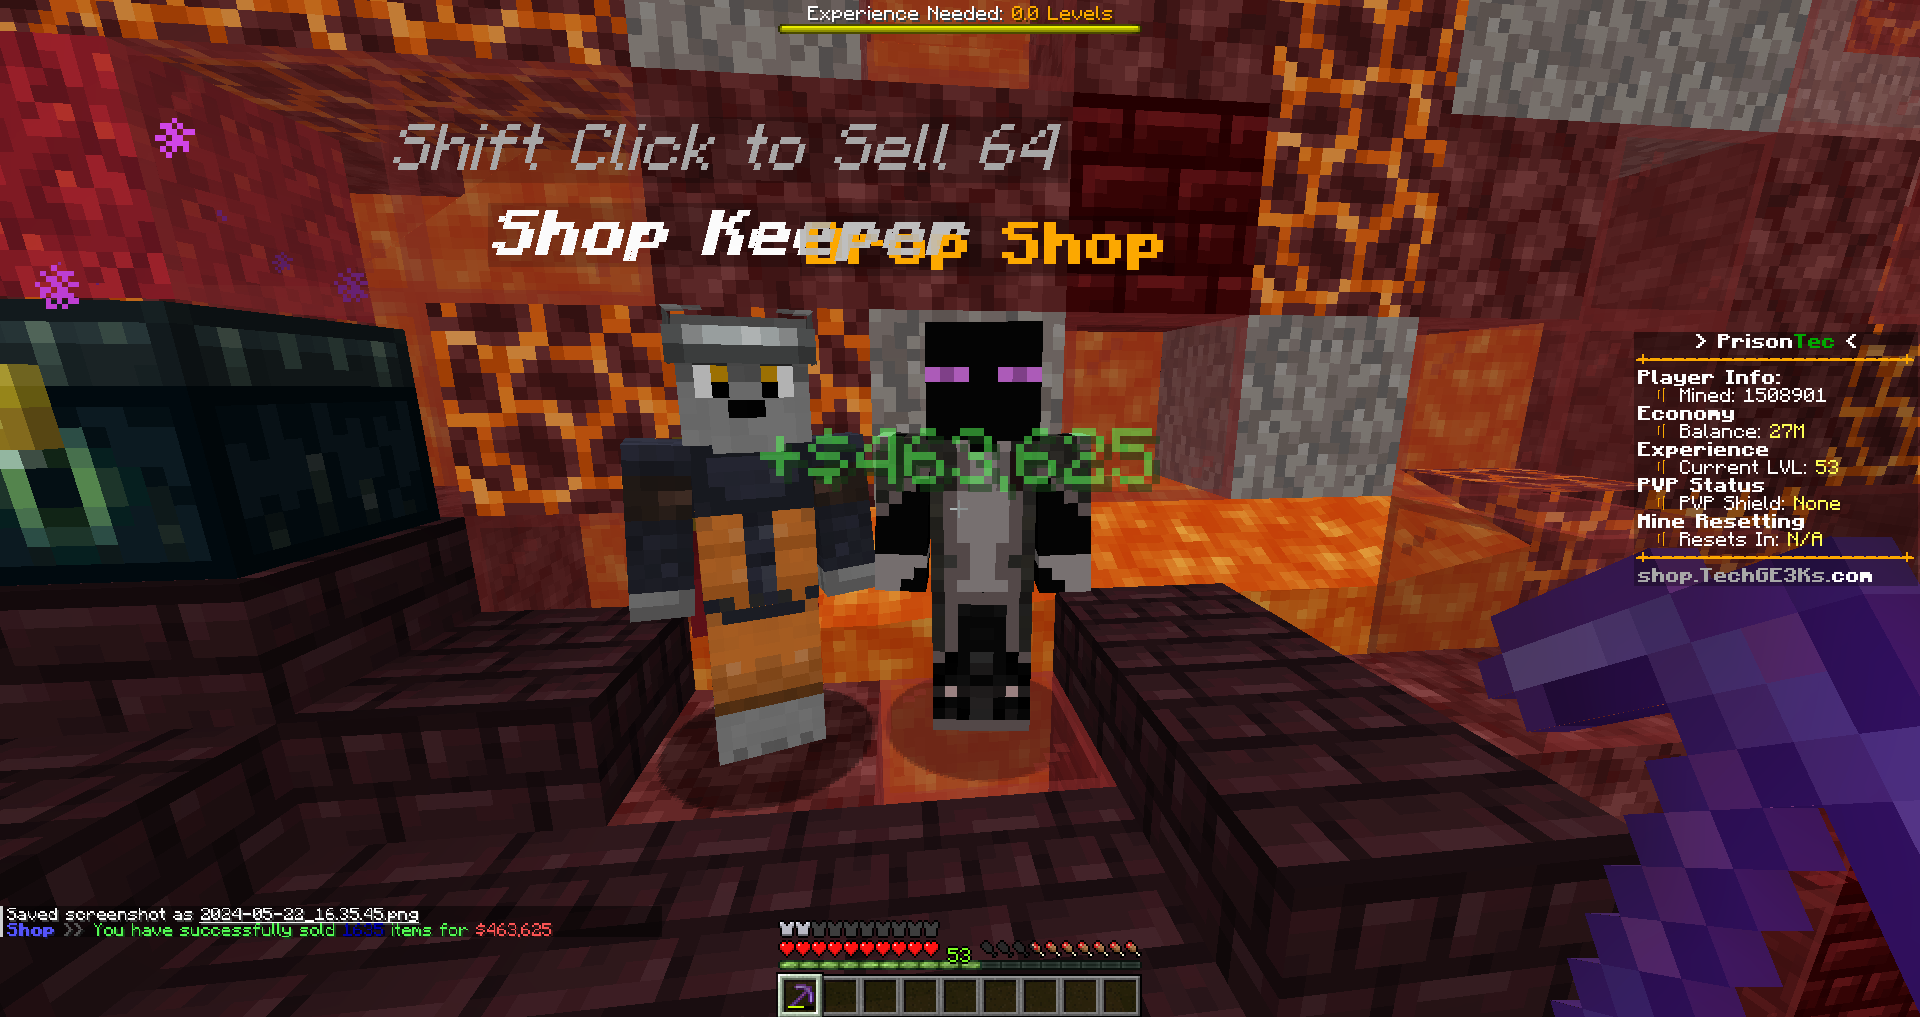 Experience Needed: 0.0 Levels
Shift Click to Sell 64
Shop Keeper
Drop Shop
+$463,625
> PrisonTec <
Player Info:
Mined: 1508901
Economy
Balance: 27M
Experience
Current LVL: 53
PVP Status
PVP Shield: None
Mine Resetting
Resets In: N/A
shop.TechGE3Ks.com
Saved screenshot as 2024-05-22_16.35.45.png
Shop >> You have successfully sold items for $463,625
53